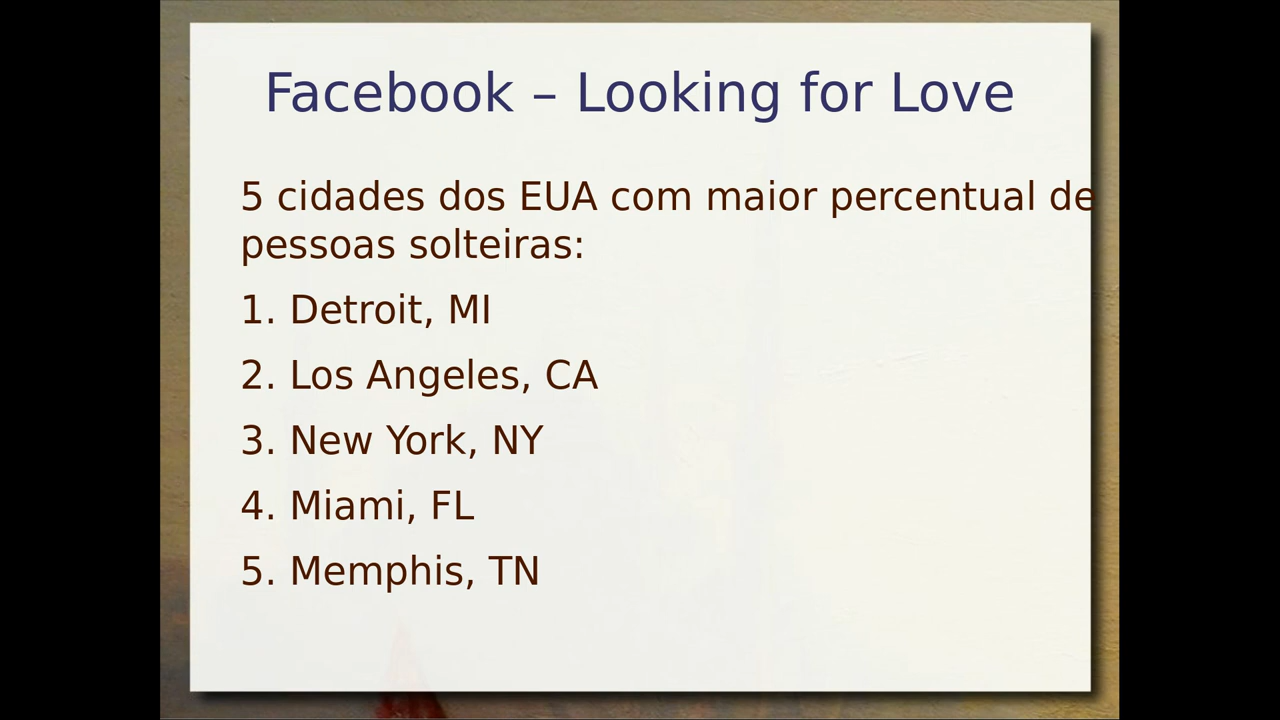 Facebook – Looking for Love
5 cidades dos EUA com maior percentual de
pessoas solteiras:
1. Detroit, MI
2. Los Angeles, CA
3. New York, NY
4. Miami, FL
5. Memphis, TN